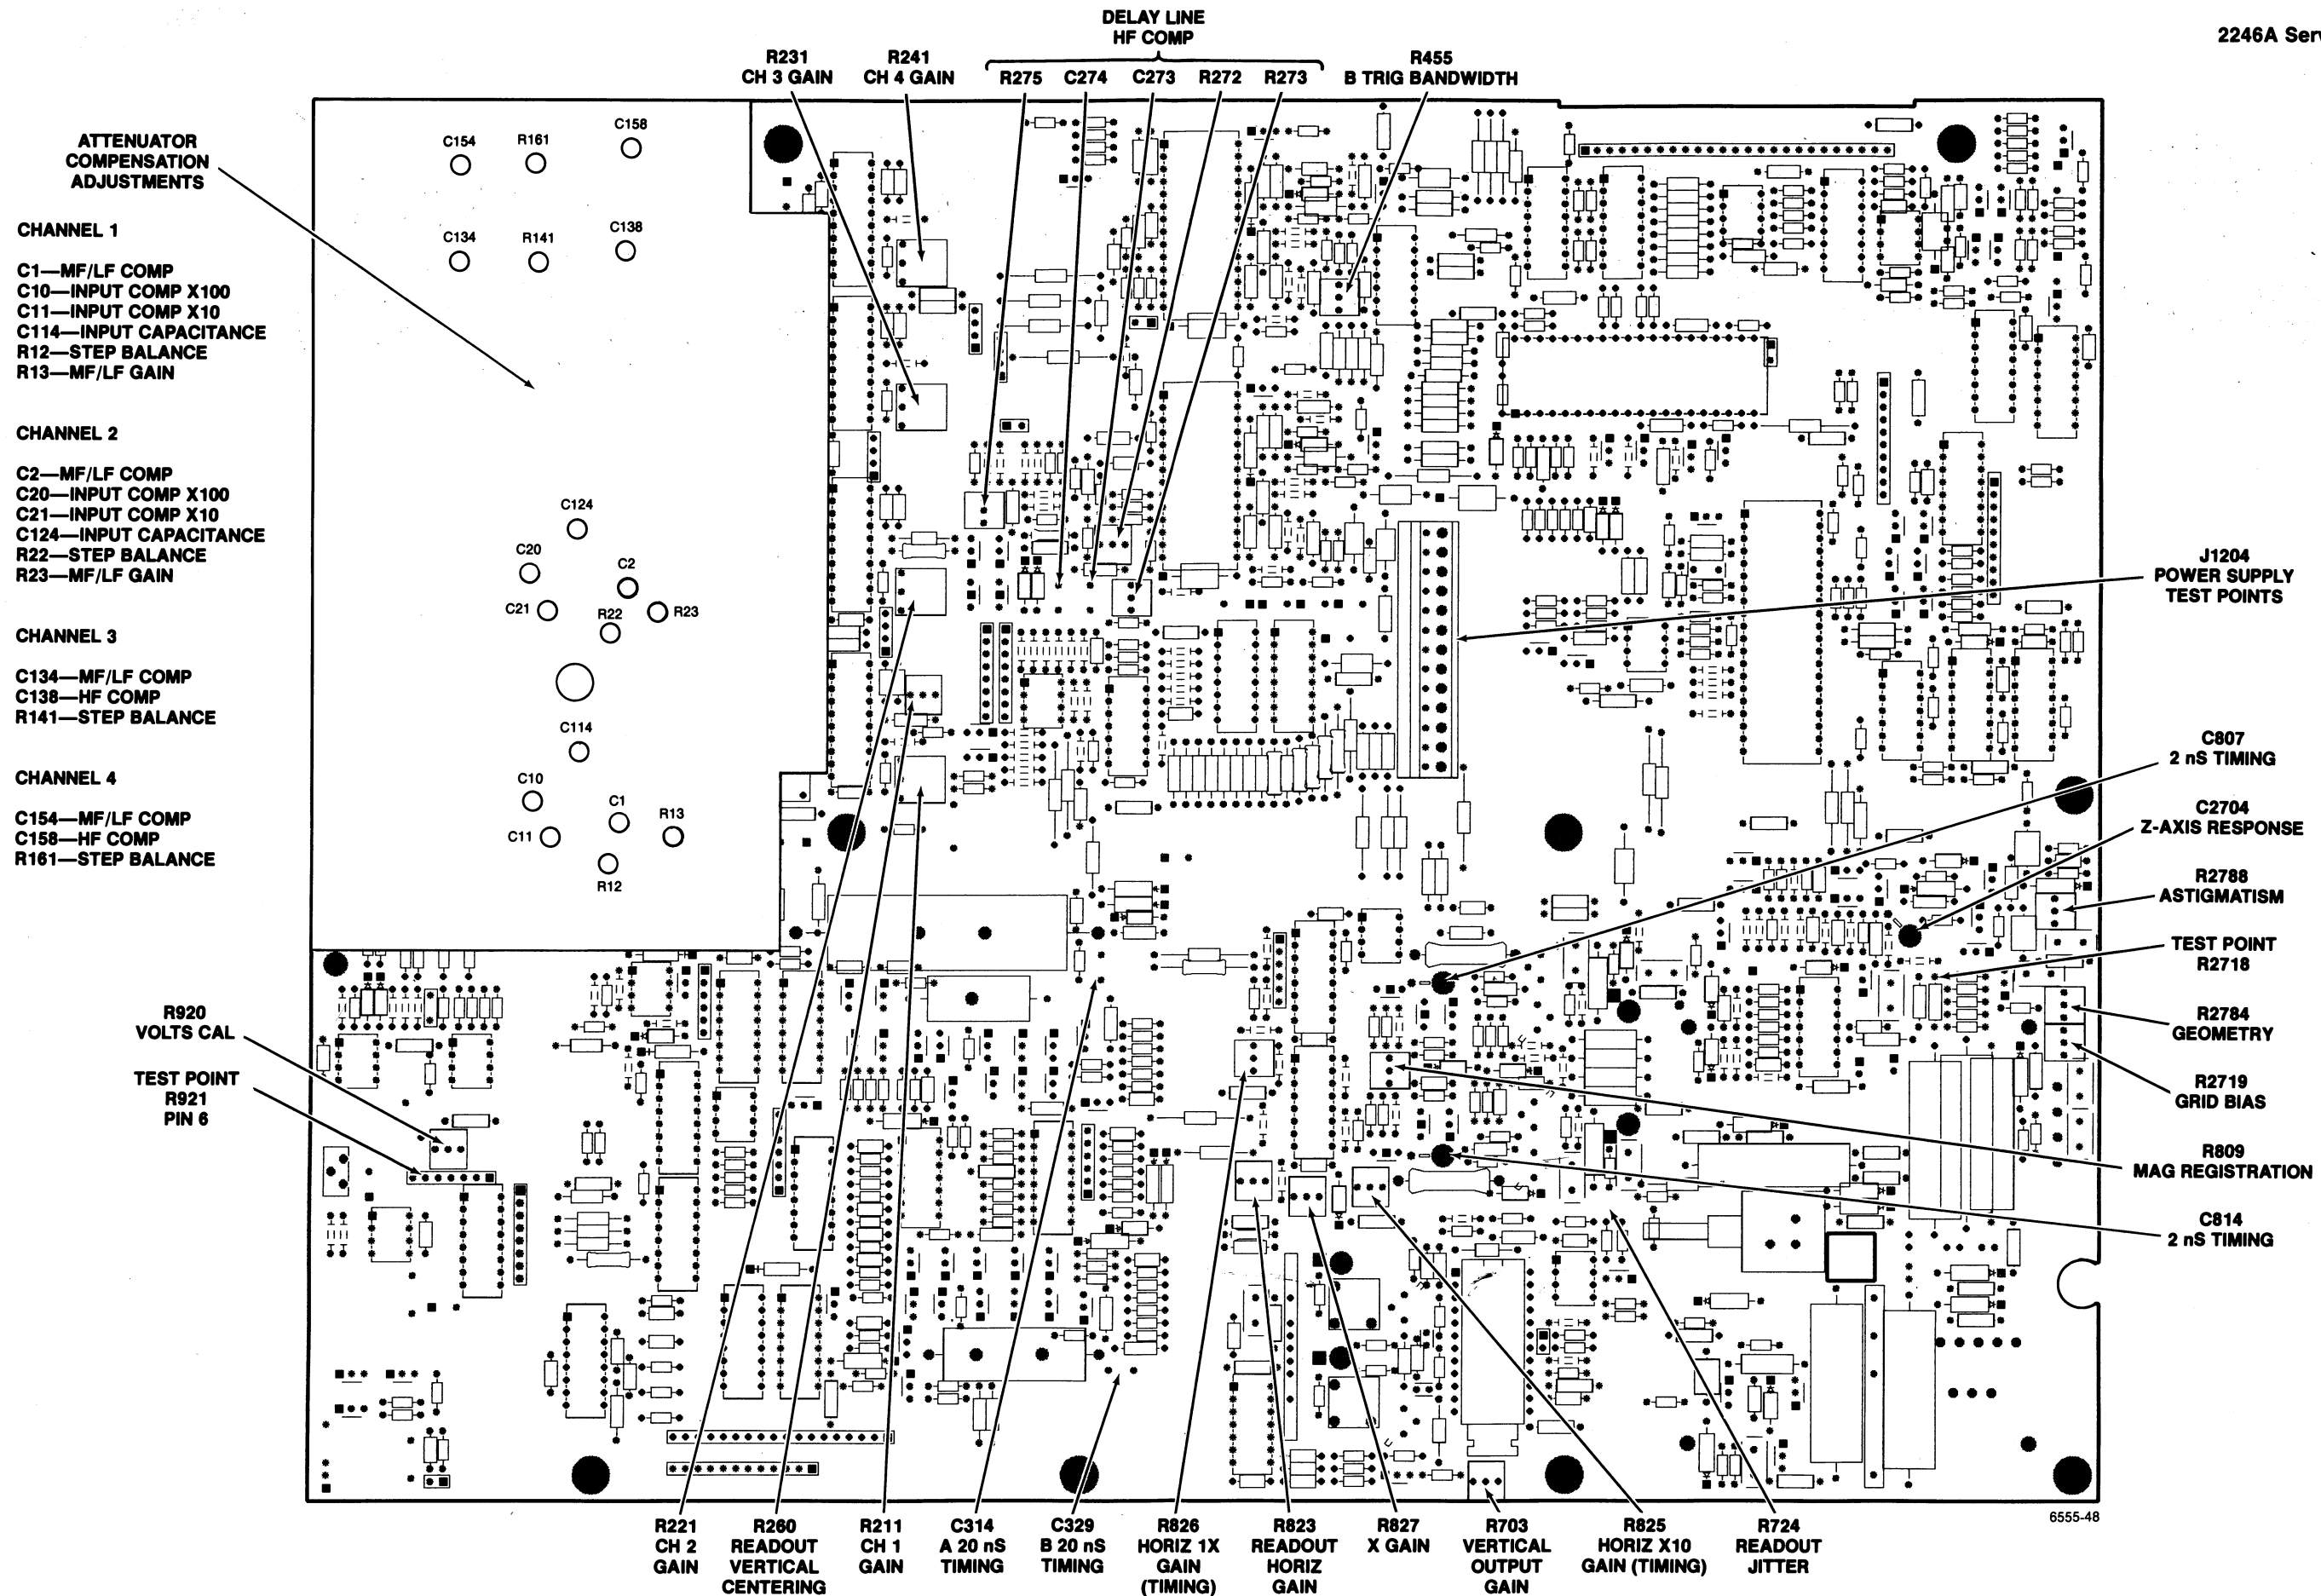 2246A Ser
DELAY LINE
HF COMP
R231
CH 3 GAIN
R241
CH 4 GAIN
R275
C274
C273
R272
R273
R455
B TRIG BANDWIDTH
ATTENUATOR
COMPENSATION
ADJUSTMENTS
CHANNEL 1
C1—MF/LF COMP
C10—INPUT COMP X100
C11—INPUT COMP X10
C114—INPUT CAPACITANCE
R12—STEP BALANCE
R13—MF/LF GAIN
CHANNEL 2
C2—MF/LF COMP
C20—INPUT COMP X100
C21—INPUT COMP X10
C124—INPUT CAPACITANCE
R22—STEP BALANCE
R23—MF/LF GAIN
CHANNEL 3
C134—MF/LF COMP
C138—HF COMP
R141—STEP BALANCE
CHANNEL 4
C154—MF/LF COMP
C158—HF COMP
R161—STEP BALANCE
R920
VOLTS CAL
TEST POINT
R921
PIN 6
C154
R161
C158
C134
R141
C138
C124
C20
C2
C21
R22
R23
C114
C10
C1
R13
C11
R12
J1204
POWER SUPPLY
TEST POINTS
C807
2 nS TIMING
C2704
Z-AXIS RESPONSE
R2788
ASTIGMATISM
TEST POINT
R2718
R2784
GEOMETRY
R2719
GRID BIAS
R809
MAG REGISTRATION
C814
2 nS TIMING
6555-48
R221
CH 2
GAIN
R260
READOUT
VERTICAL
CENTERING
R211
CH 1
GAIN
C314
A 20 nS
TIMING
C329
B 20 nS
TIMING
R826
HORIZ 1X
GAIN
(TIMING)
R823
READOUT
HORIZ
GAIN
R827
X GAIN
R703
VERTICAL
OUTPUT
GAIN
R825
HORIZ X10
GAIN (TIMING)
R724
READOUT
JITTER